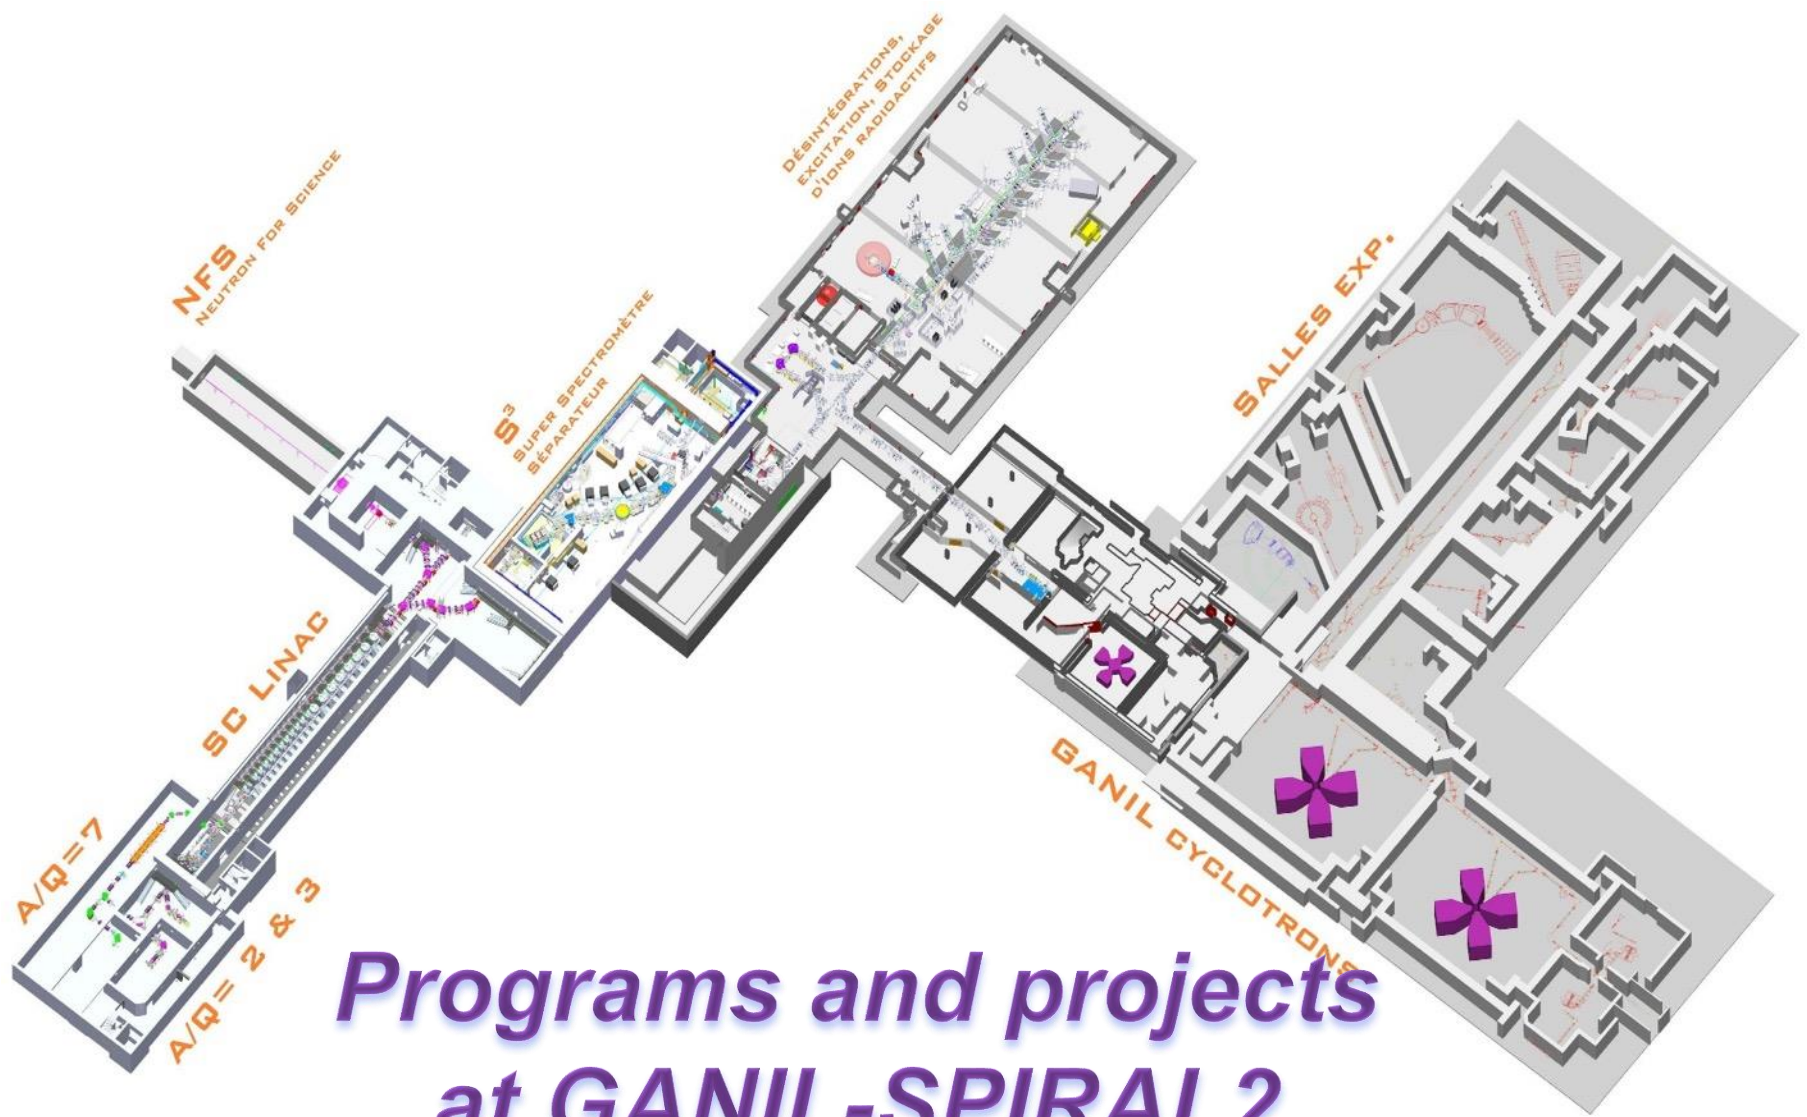 NFS
NEUTRON FOR SCIENCE
DÉSINTÉGRATIONS,
EXCITATION, STOCKAGE
D'IONS RADIOACTIFS
S³
SUPER SPECTROMÈTRE
SÉPARATEUR
SALLES EXP.
SC LINAC
GANIL CYCLOTRONS
A/Q=7
A/Q= 2 & 3
Programs and projects
at GANIL-SPIRAL2